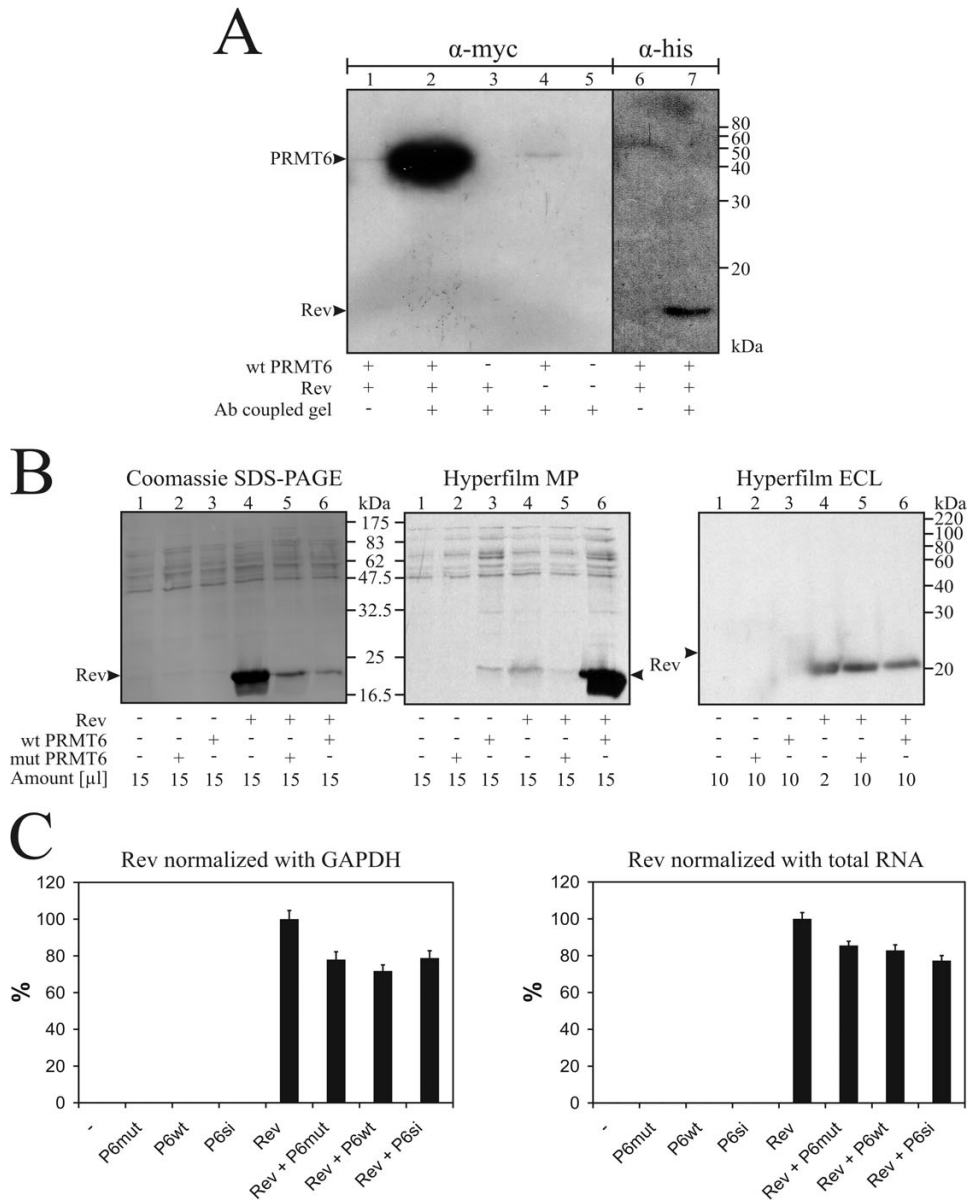 A
α-myc α-his
1 2 3 4 5 6 7
PRMT6
Rev
80
60
50
40
30
20
kDa
wt PRMT6 + + - + - + +
Rev + + + - - + +
Ab coupled gel - + + + + - +
B
Coomassie SDS-PAGE
1 2 3 4 5 6 kDa
175
83
62
47.5
32.5
25
16.5
Rev
Hyperfilm MP
1 2 3 4 5 6
Rev
Hyperfilm ECL
1 2 3 4 5 6 kDa
220
100
80
60
40
30
20
Rev - - - + + + - - - + + + - - - + + +
wt PRMT6 - - + - - + - - + - - + - - + - - +
mut PRMT6 - + - - + - - + - - + - - + - - + -
Amount [µl] 15 15 15 15 15 15 15 15 15 15 15 15 10 10 10 2 10 10
C
Rev normalized with GAPDH
120
100
80
60
40
20
0
%
- P6mut P6wt P6si Rev Rev + P6mut Rev + P6wt Rev + P6si
Rev normalized with total RNA
120
100
80
60
40
20
0
%
- P6mut P6wt P6si Rev Rev + P6mut Rev + P6wt Rev + P6si